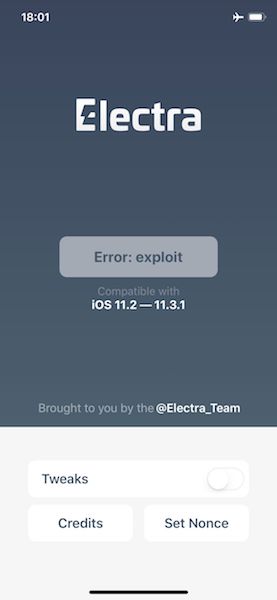 18:01
Electra
Error: exploit
Compatible with
iOS 11.2 — 11.3.1
Brought to you by the @Electra_Team
Tweaks
Credits
Set Nonce